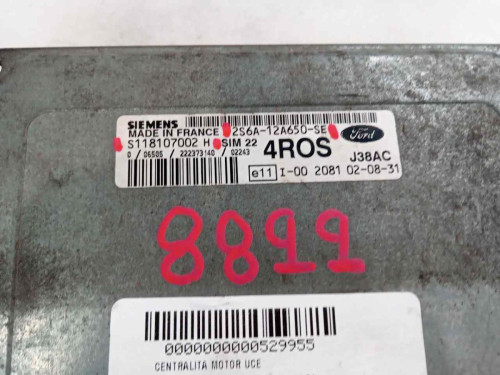 SIEMENS
MADE IN FRANCE 2S6A-12A650-SE Ford
S118107002 H SIM 22 4ROS J38AC
0 / 06505 / 222373140 / 02243
e11 I-00 2081 02-08-31
8899
0000000000529955
CENTRALITA MOTOR UCE